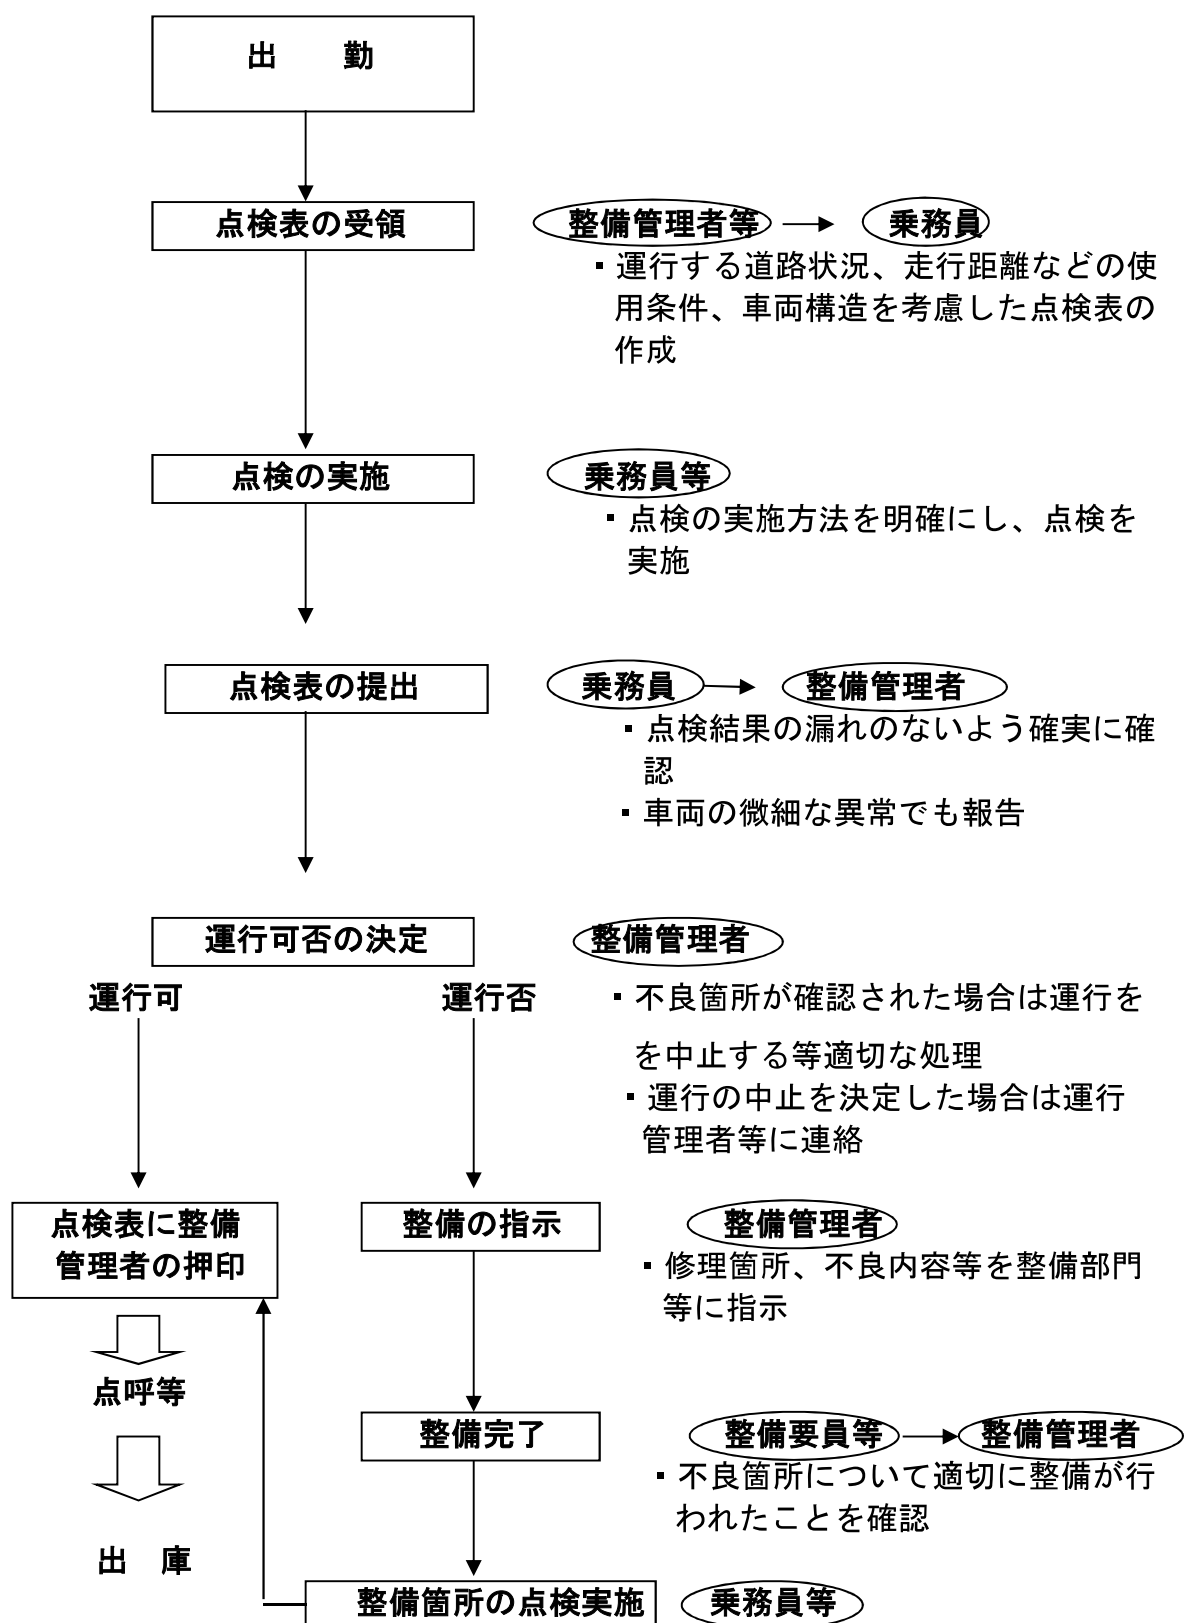 出　　勤
点検表の受領
整備管理者等
乗務員
▪ 運行する道路状況、走行距離などの使
用条件、車両構造を考慮した点検表の
作成
点検の実施
乗務員等
▪ 点検の実施方法を明確にし、点検を
実施
点検表の提出
乗務員
整備管理者
▪ 点検結果の漏れのないよう確実に確
認
▪ 車両の微細な異常でも報告
運行可否の決定
整備管理者
運行可
運行否
▪ 不良箇所が確認された場合は運行を
を中止する等適切な処理
▪ 運行の中止を決定した場合は運行
管理者等に連絡
点検表に整備
管理者の押印
整備の指示
整備管理者
▪ 修理箇所、不良内容等を整備部門
等に指示
点呼等
整備完了
整備要員等
整備管理者
▪ 不良箇所について適切に整備が行
われたことを確認
出　庫
整備箇所の点検実施
乗務員等